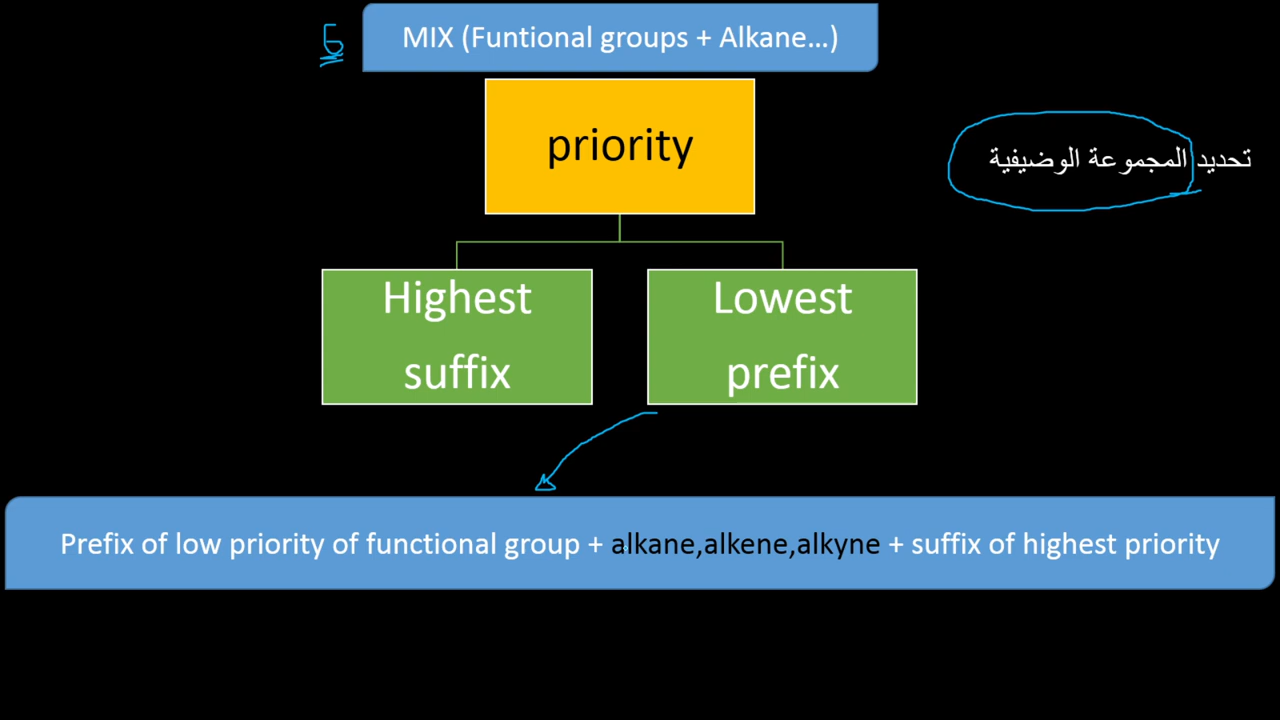 MIX (Funtional groups + Alkane...)
priority
تحديد المجموعة الوضيفية
Highest
suffix
Lowest
prefix
Prefix of low priority of functional group + alkane,alkene,alkyne + suffix of highest priority